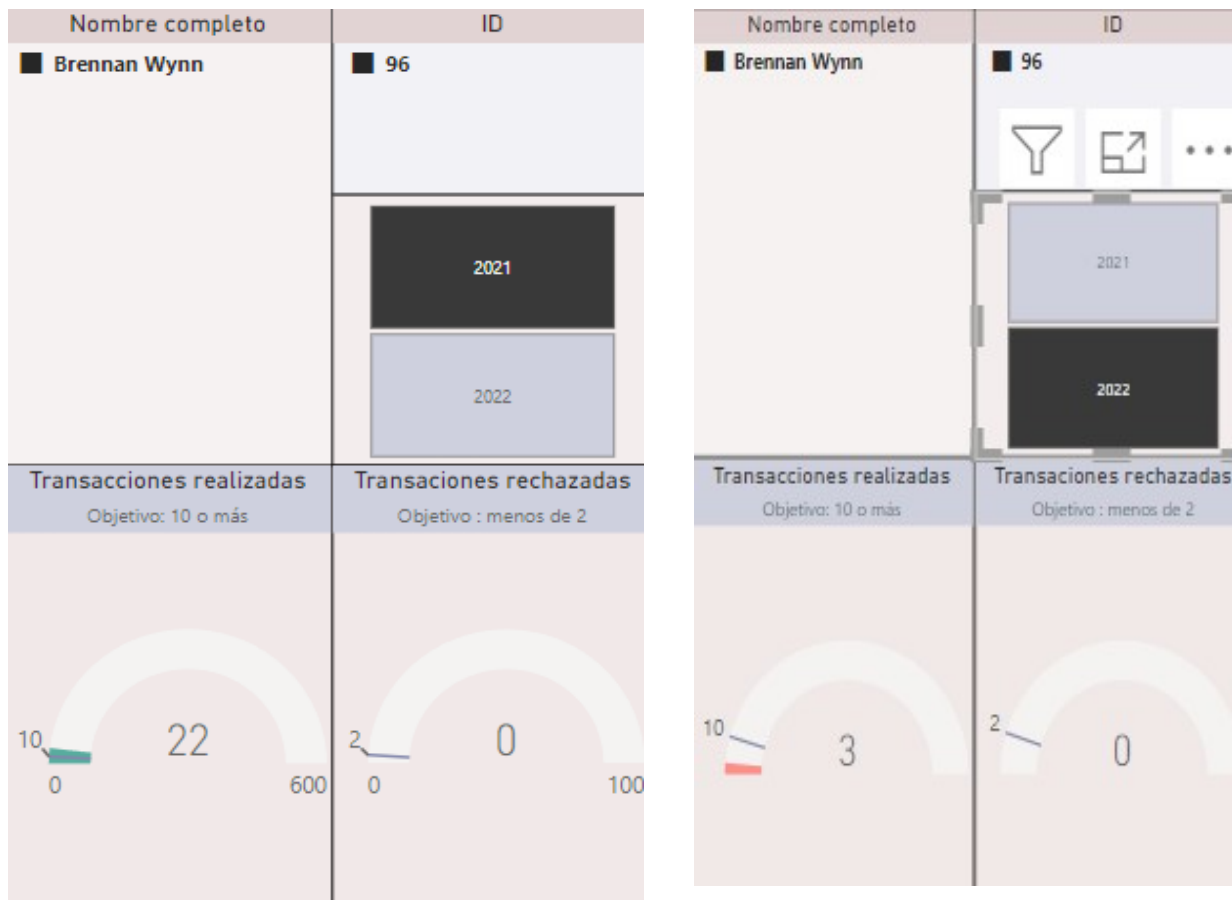 Nombre completo
ID
Brennan Wynn
96
2021
2022
Transacciones realizadas
Objetivo: 10 o más
Transaciones rechazadas
Objetivo : menos de 2
10
22
0
600
2
0
0
100
Nombre completo
ID
Brennan Wynn
96
2021
2022
Transacciones realizadas
Objetivo: 10 o más
Transaciones rechazadas
Objetivo : menos de 2
10
3
2
0